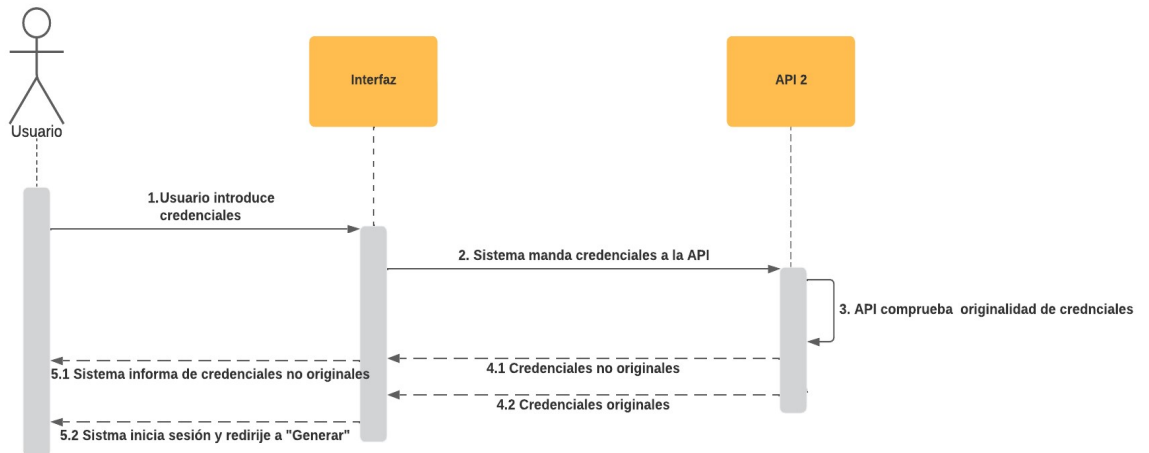 Usuario
Interfaz
API 2
1.Usuario introduce
credenciales
2. Sistema manda credenciales a la API
3. API comprueba originalidad de crednciales
4.1 Credenciales no originales
5.1 Sistema informa de credenciales no originales
4.2 Credenciales originales
5.2 Sistma inicia sesión y redirije a "Generar"